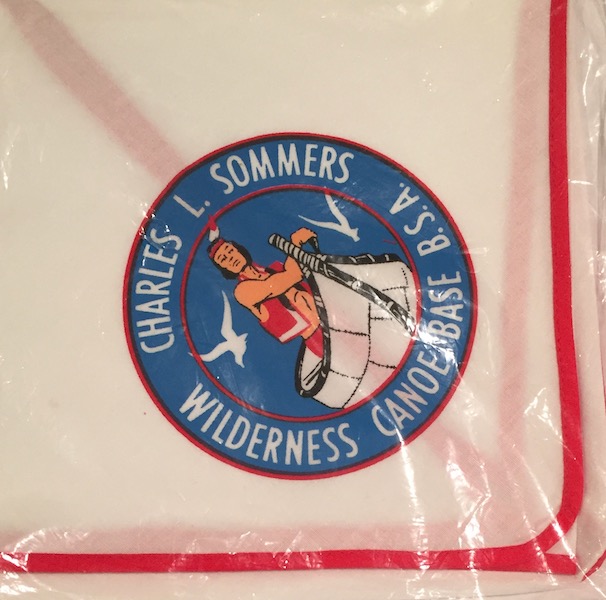 CHARLES L. SOMMERS
WILDERNESS CANOE BASE B.S.A.